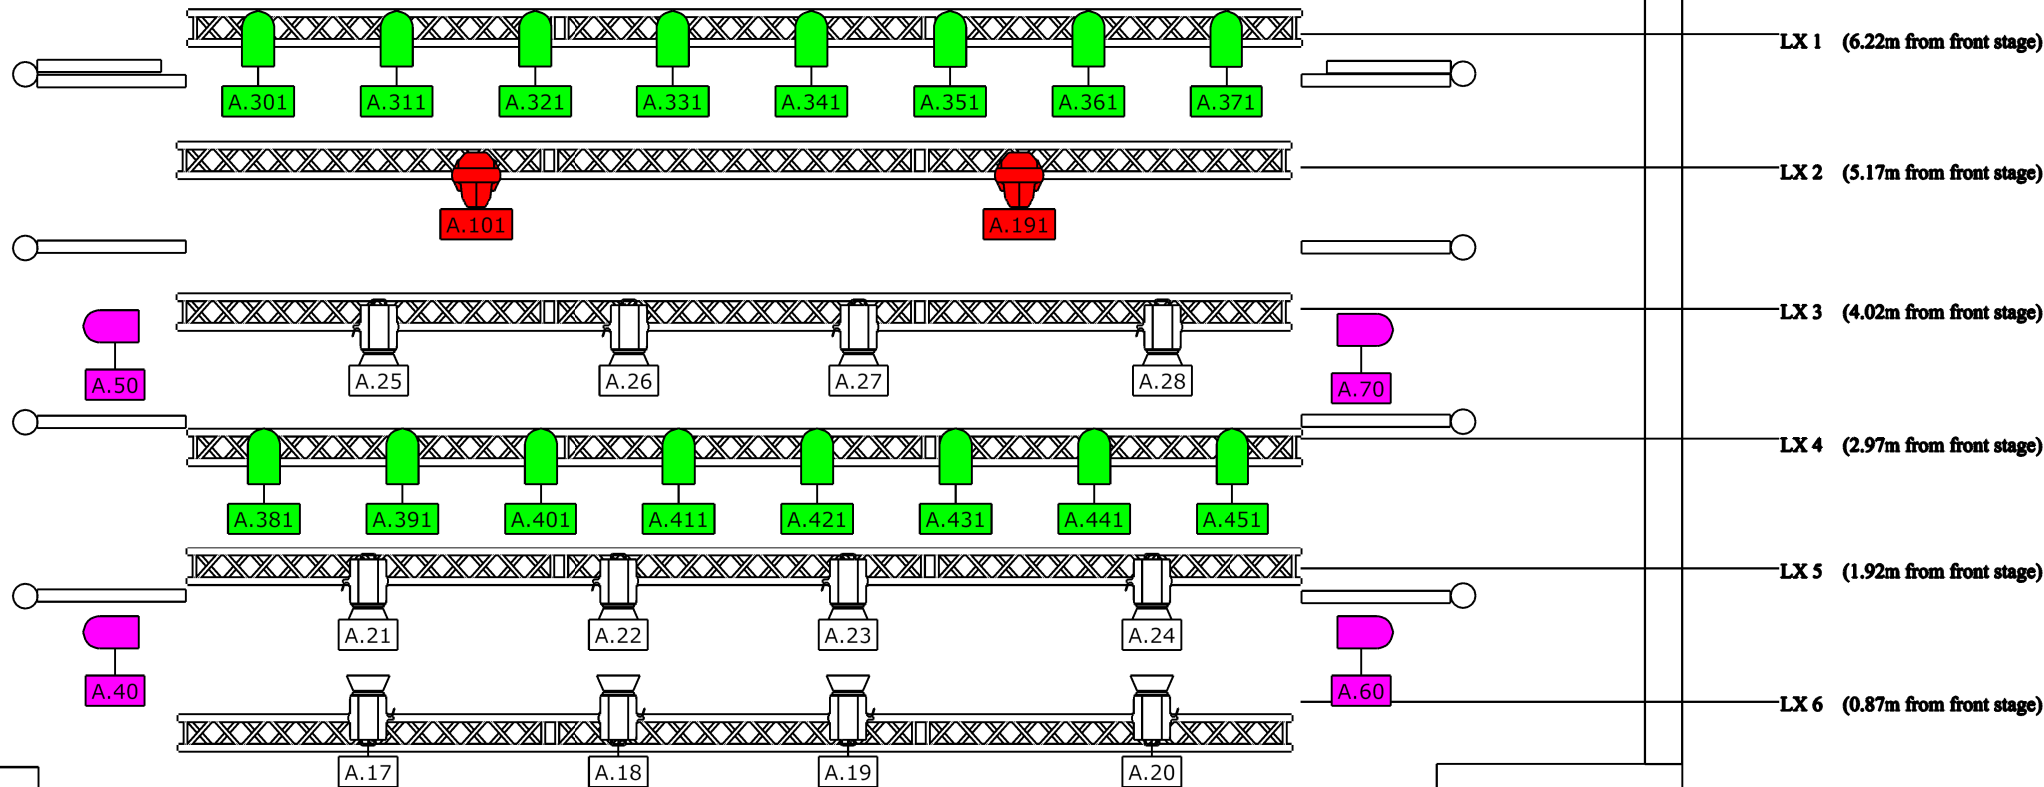 LX 1 (6.22m from front stage)
A.301 A.311 A.321 A.331 A.341 A.351 A.361 A.371
LX 2 (5.17m from front stage)
A.101 A.191
LX 3 (4.02m from front stage)
A.25 A.26 A.27 A.28
A.50 A.70
LX 4 (2.97m from front stage)
A.381 A.391 A.401 A.411 A.421 A.431 A.441 A.451
LX 5 (1.92m from front stage)
A.21 A.22 A.23 A.24
A.40 A.60
LX 6 (0.87m from front stage)
A.17 A.18 A.19 A.20